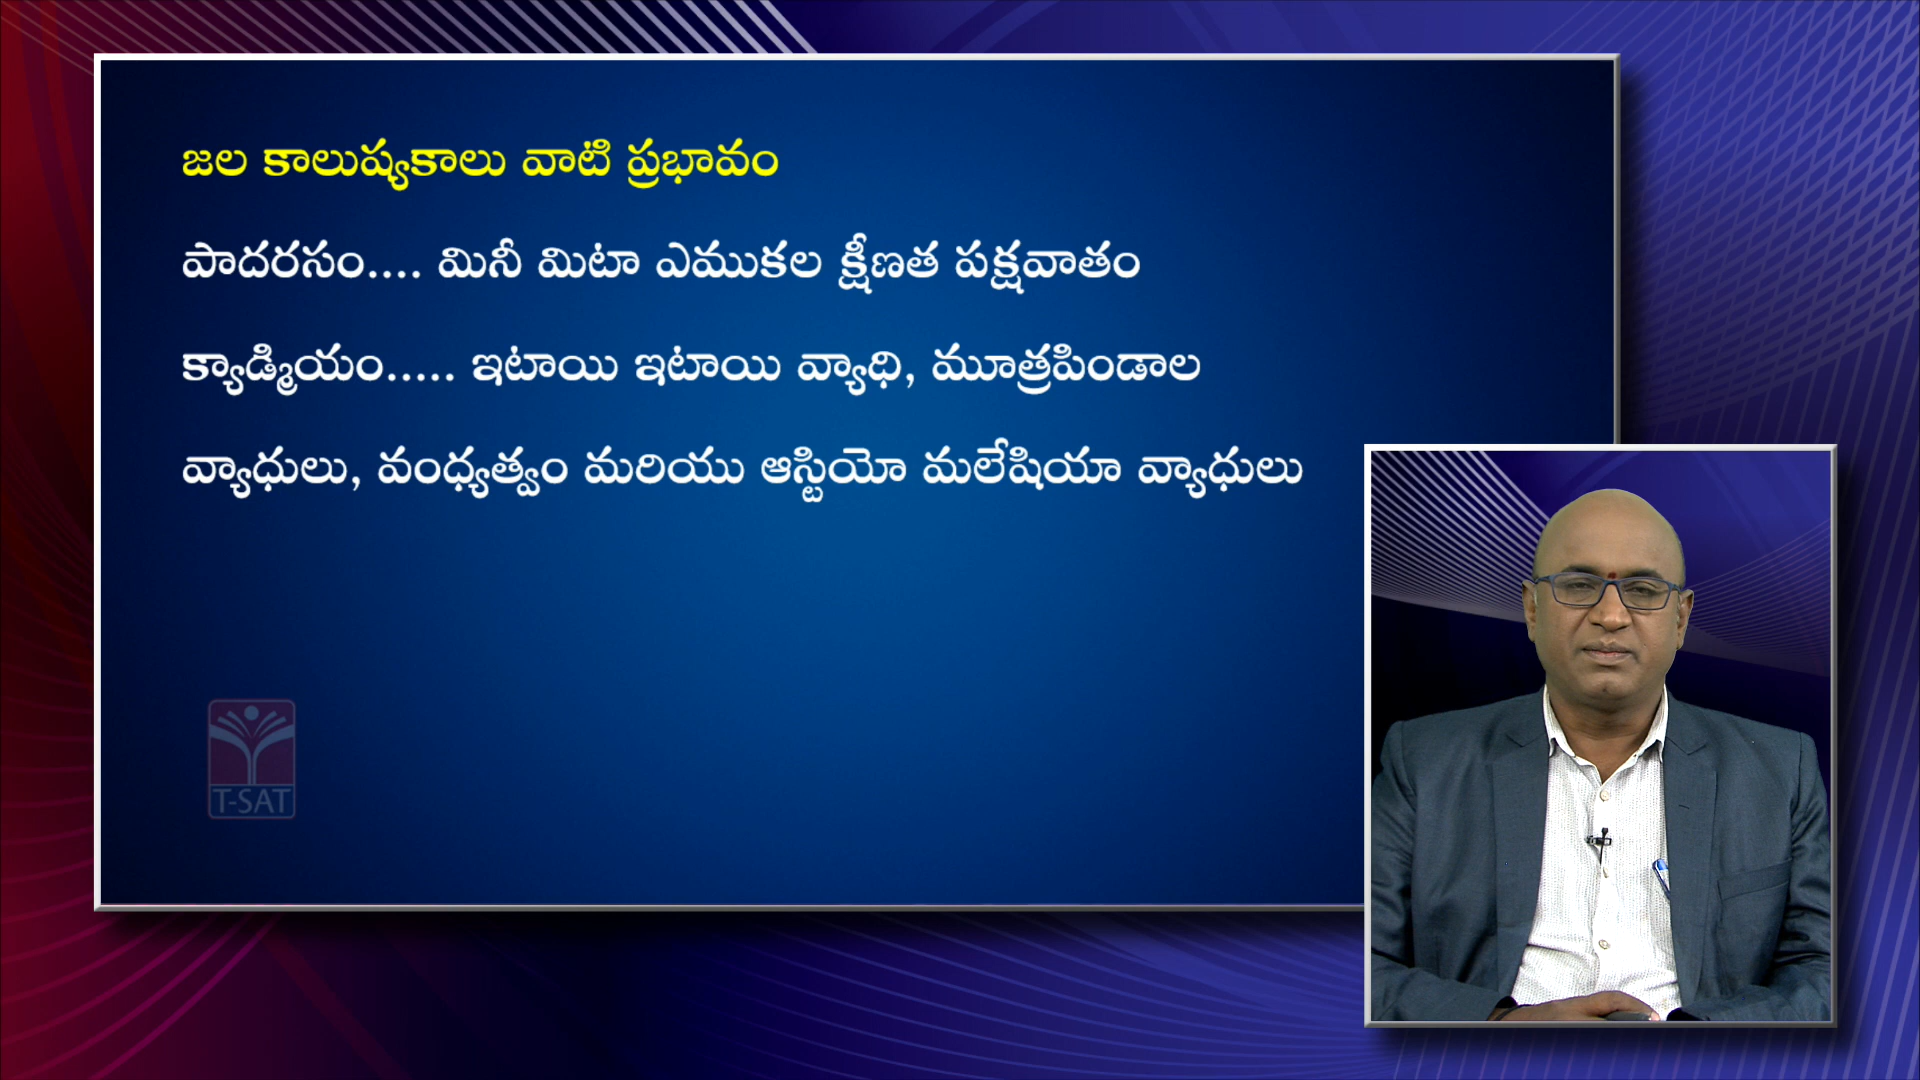 జల కాలుష్యకాలు వాటి ప్రభావం
పాదరసం.... మినీ మిటా ఎముకల క్షీణత పక్షవాతం
క్యాడ్మియం..... ఇటాయి ఇటాయి వ్యాధి, మూత్రపిండాల
వ్యాధులు, వంధ్యత్వం మరియు ఆస్టియో మలేషియా వ్యాధులు
T-SAT